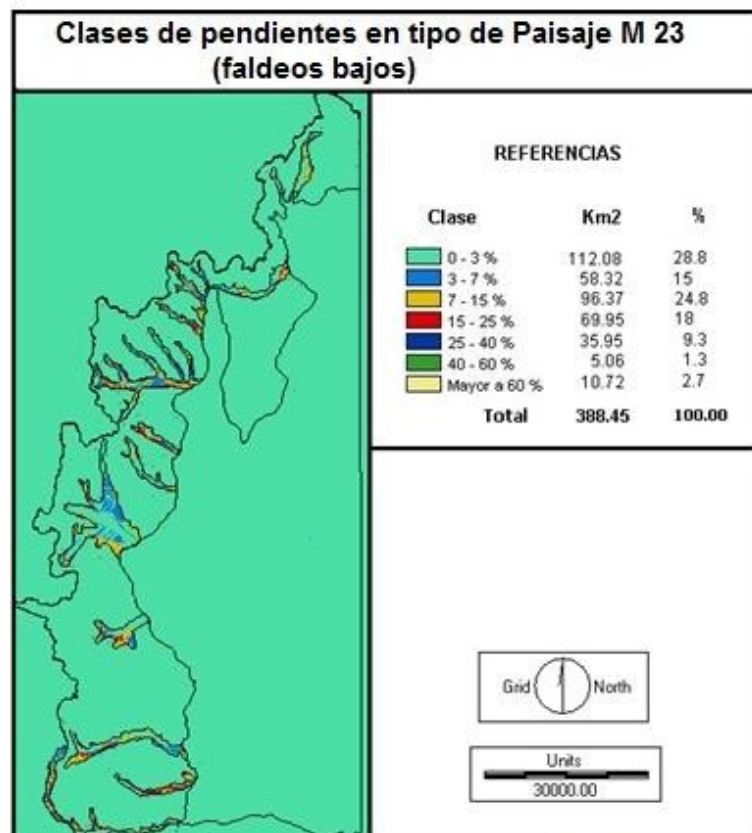 Clases de pendientes en tipo de Paisaje M 23
(faldeos bajos)
REFERENCIAS
Clase Km2 %
0 - 3 % 112.08 28.8
3 - 7 % 58.32 15
7 - 15 % 96.37 24.8
15 - 25 % 69.95 18
25 - 40 % 35.95 9.3
40 - 60 % 5.06 1.3
Mayor a 60 % 10.72 2.7
Total 388.45 100.00
Grid North
Units
30000.00